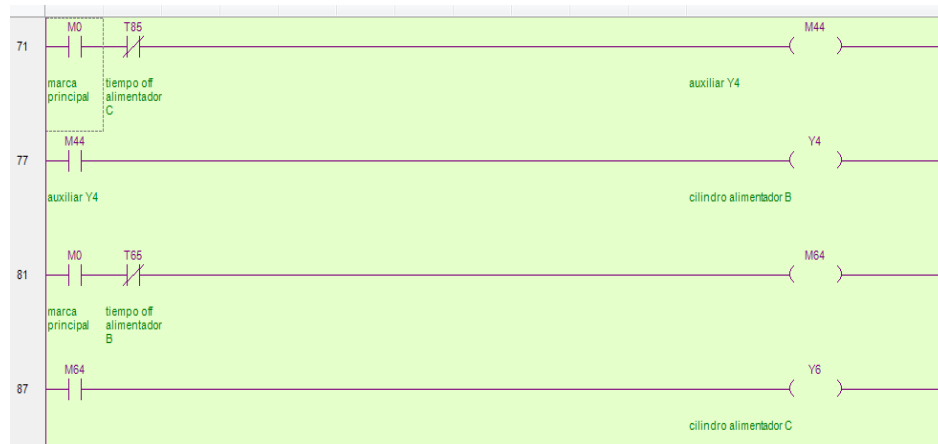 M0 T85 M44
71
marca tiempo off auxiliar Y4
principal alimentador
C
M44 Y4
77
auxiliar Y4 cilindro alimentador B
M0 T65 M64
81
marca tiempo off
principal alimentador
B
M64 Y6
87
cilindro alimentador C